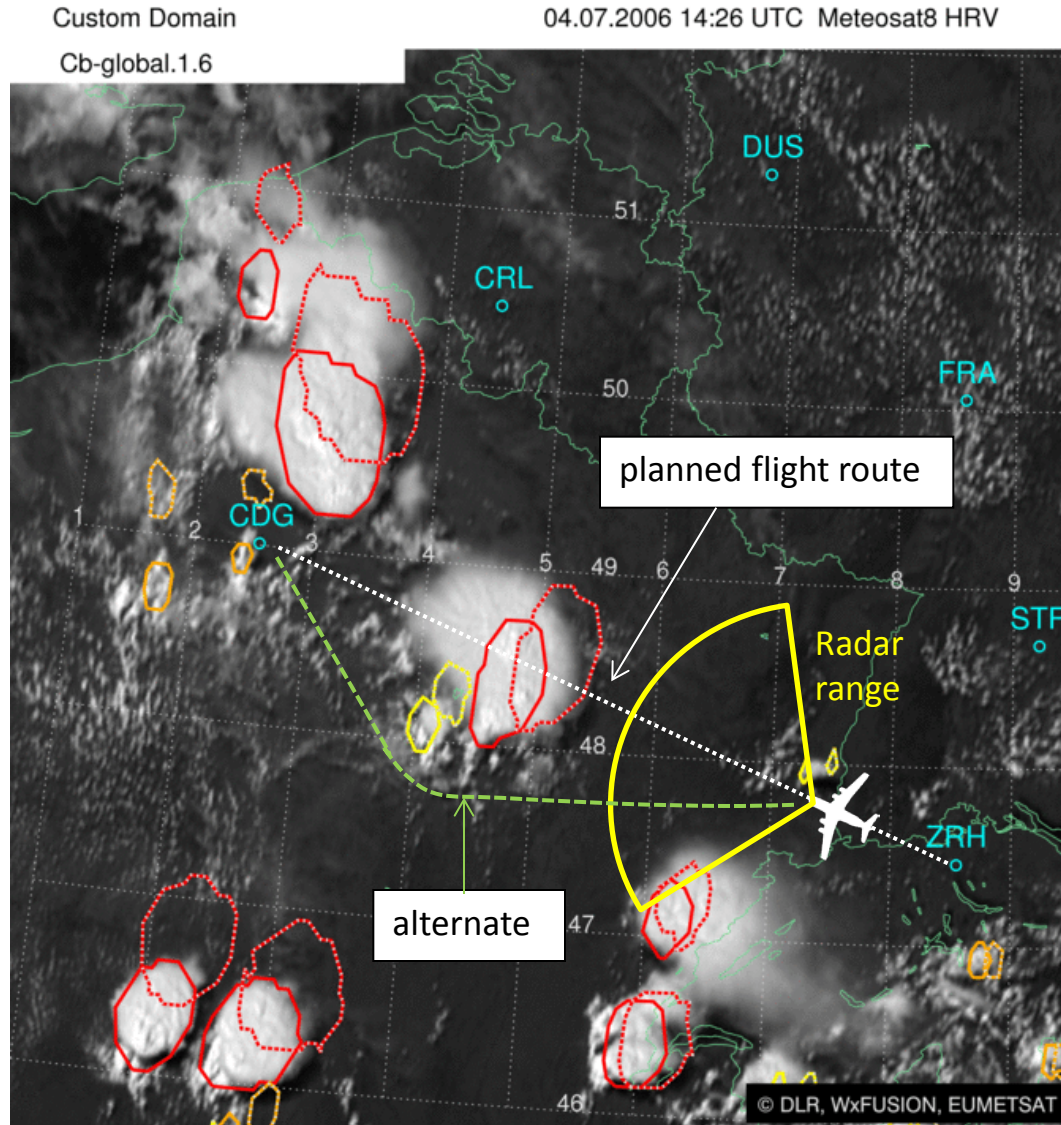 Custom Domain
04.07.2006 14:26 UTC Meteosat8 HRV
Cb-global.1.6
DUS
51
CRL
50
FRA
planned flight route
1
2
CDG
3
4
5
49
6
7
8
9
STR
Radar
range
48
ZRH
alternate
47
46
© DLR, WxFUSION, EUMETSAT